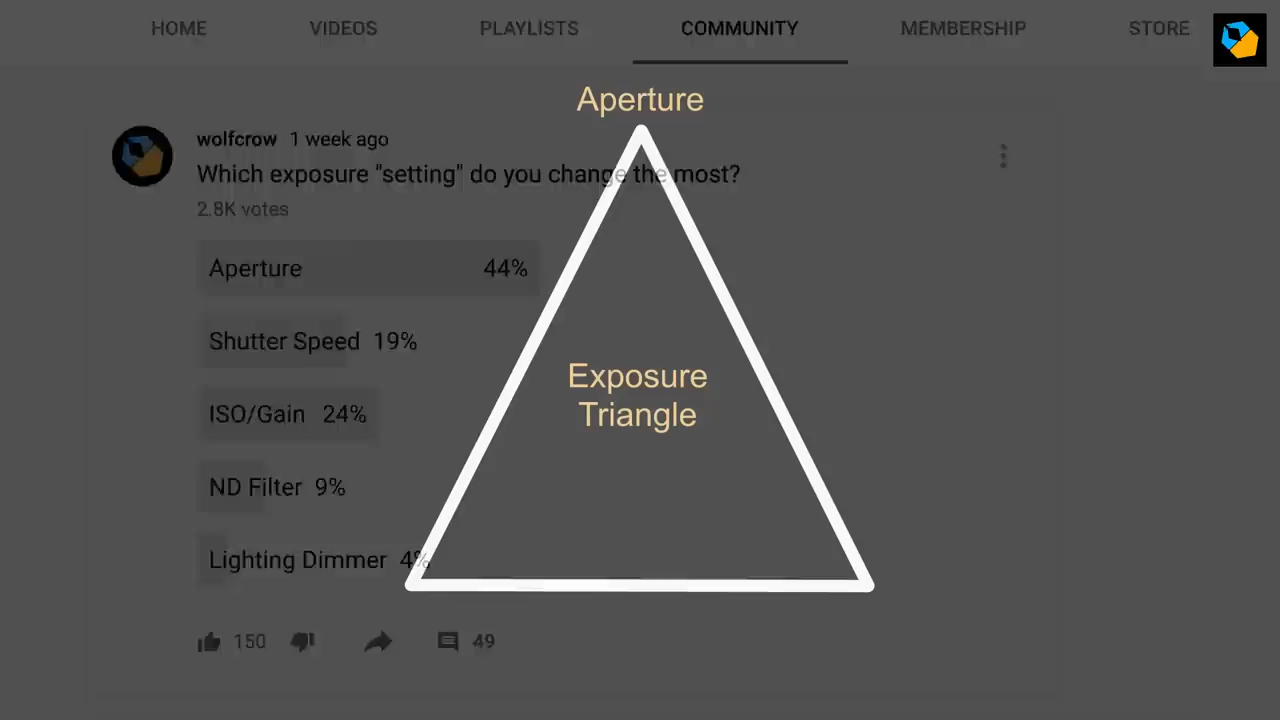 HOME VIDEOS PLAYLISTS COMMUNITY MEMBERSHIP STORE
Aperture
wolfcrow 1 week ago
Which exposure "setting" do you change the most?
2.8K votes
Aperture 44%
Shutter Speed 19%
Exposure
Triangle
ISO/Gain 24%
ND Filter 9%
Lighting Dimmer 4%
150 49